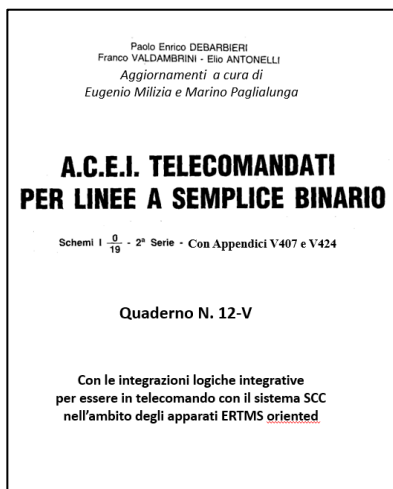 Paolo Enrico DEBARBIERI
Franco VALDAMBRINI - Elio ANTONELLI
Aggiornamenti a cura di
Eugenio Milizia e Marino Paglialunga
A.C.E.I. TELECOMANDATI
PER LINEE A SEMPLICE BINARIO
Schemi I 0/19 - 2ª Serie - Con Appendici V407 e V424
Quaderno N. 12-V
Con le integrazioni logiche integrative
per essere in telecomando con il sistema SCC
nell'ambito degli apparati ERTMS oriented